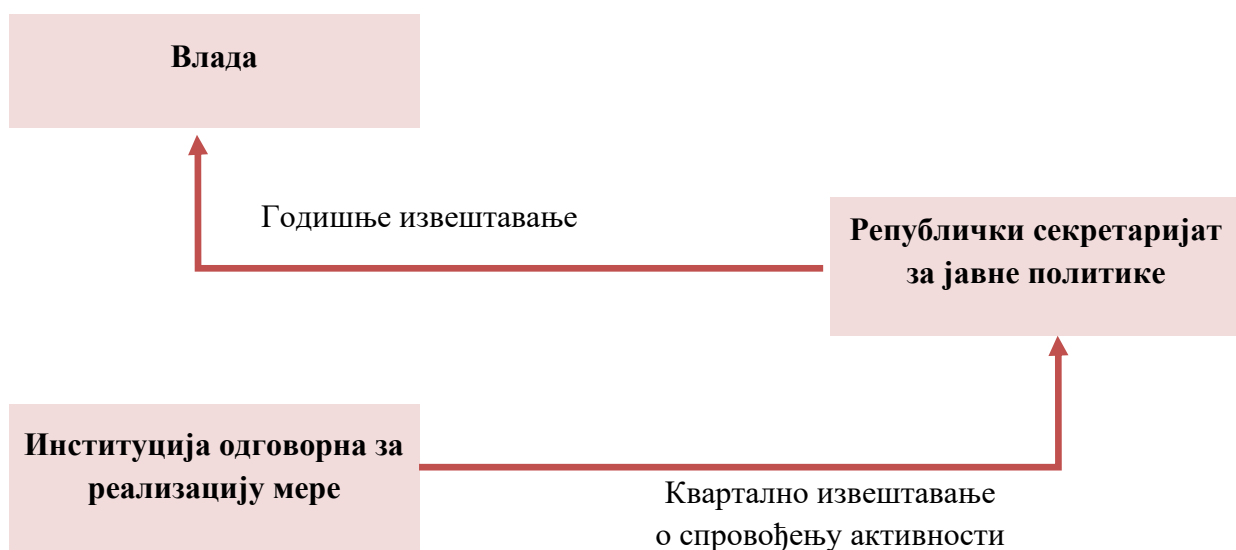 Влада
Годишње извештавање
Републички секретаријат
за јавне политике
Институција одговорна за
реализацију мере
Квартално извештавање
о спровођењу активности